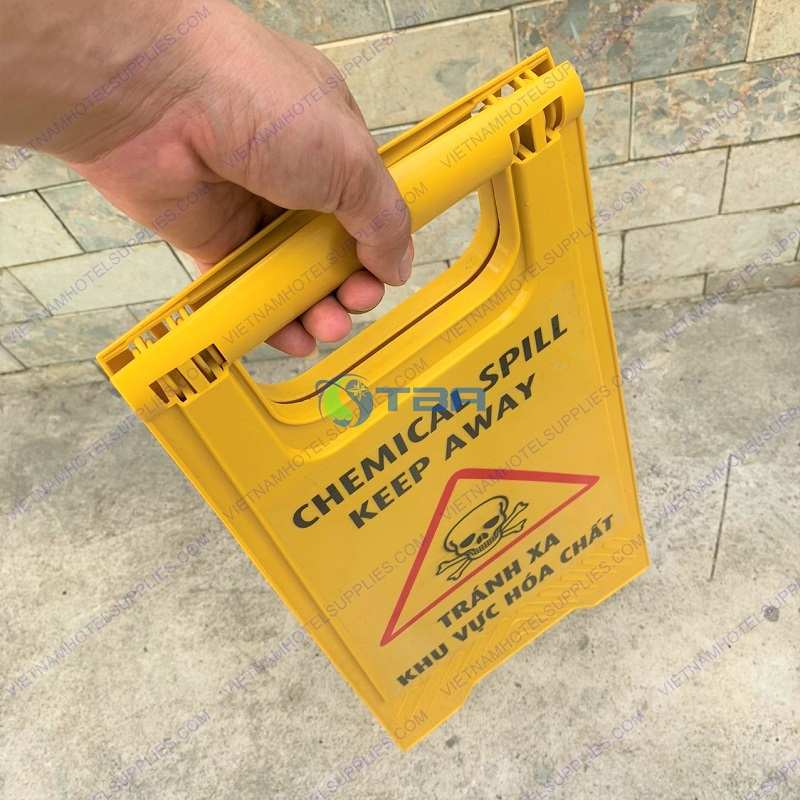 CHEMICAL SPILL
KEEP AWAY
TRÁNH XA
KHU VỰC HÓA CHẤT
TBA
VIETNAMHOTELSUPPLIES.COM